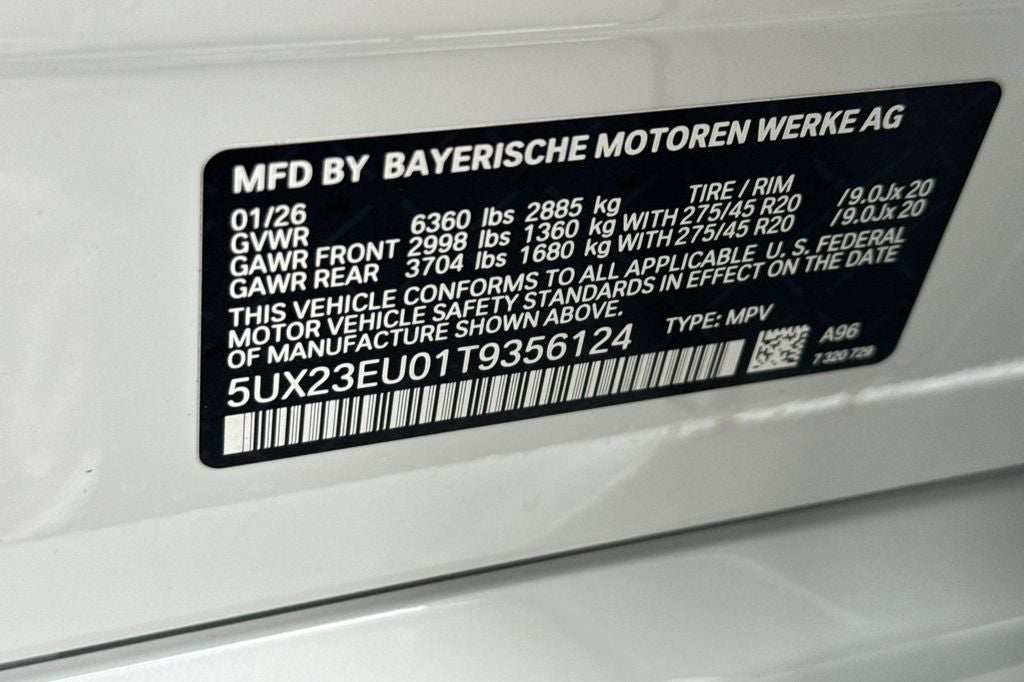 MFD BY BAYERISCHE MOTOREN WERKE AG
01/26 TIRE / RIM
GVWR 6360 lbs 2885 kg
GAWR FRONT 2998 lbs 1360 kg WITH 275/45 R20 /9.0Jx20
GAWR REAR 3704 lbs 1680 kg WITH 275/45 R20 /9.0Jx20
THIS VEHICLE CONFORMS TO ALL APPLICABLE U. S. FEDERAL
MOTOR VEHICLE SAFETY STANDARDS IN EFFECT ON THE DATE
OF MANUFACTURE SHOWN ABOVE.
TYPE: MPV
5UX23EU01T9356124
A96
7 320 729